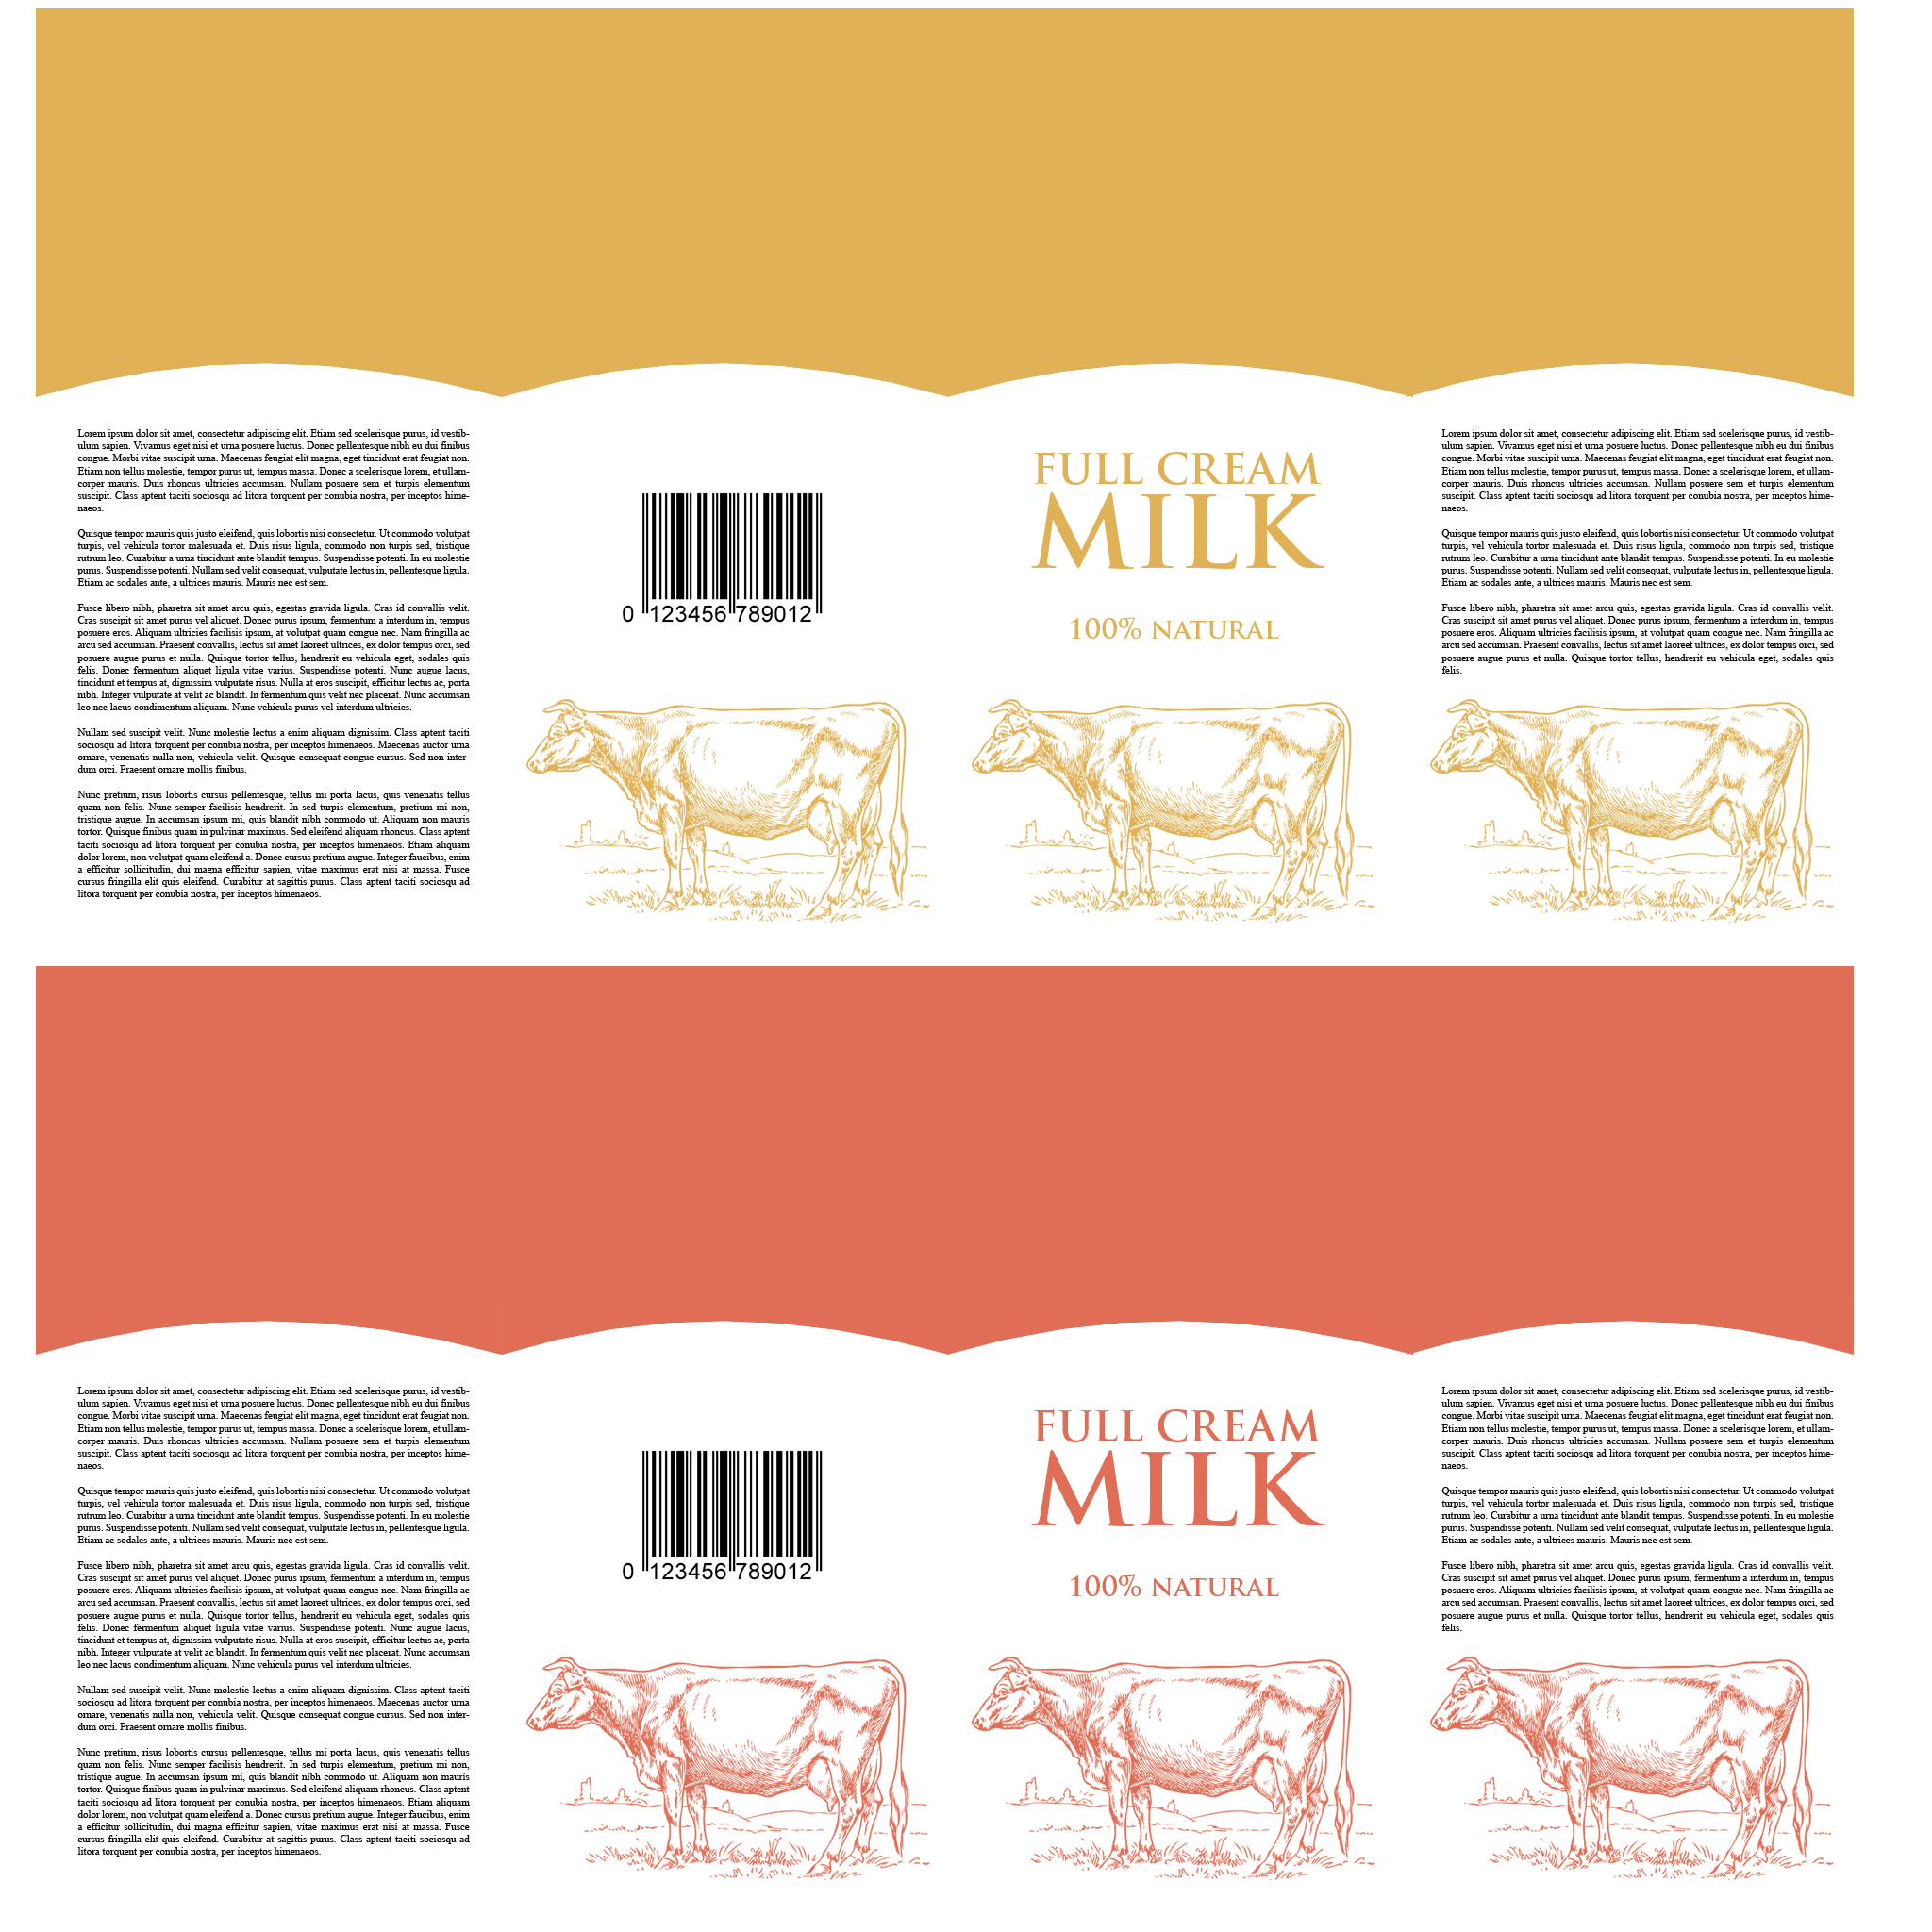 Lorem ipsum dolor sit amet, consectetur adipiscing elit. Etiam sed scelerisque purus, id vestib-
ulum sapien. Vivamus eget nisi et urna posuere luctus. Donec pellentesque nibh eu dui finibus
congue. Morbi vitae suscipit urna. Maecenas feugiat elit magna, eget tincidunt erat feugiat non.
Etiam non tellus molestie, tempor purus ut, tempus massa. Donec a scelerisque lorem, et ullam-
corper mauris. Duis rhoncus ultricies accumsan. Nullam posuere sem et turpis elementum
suscipit. Class aptent taciti sociosqu ad litora torquent per conubia nostra, per inceptos hime-
naeos.
Quisque tempor mauris quis justo eleifend, quis lobortis nisi consectetur. Ut commodo volutpat
turpis, vel vehicula tortor malesuada et. Duis risus ligula, commodo non turpis sed, tristique
rutrum leo. Curabitur a urna tincidunt ante blandit tempus. Suspendisse potenti. In eu molestie
purus. Suspendisse potenti. Nullam sed velit consequat, vulputate lectus in, pellentesque ligula.
Etiam ac sodales ante, a ultrices mauris. Mauris nec est sem.
Fusce libero nibh, pharetra sit amet arcu quis, egestas gravida ligula. Cras id convallis velit.
Cras suscipit sit amet purus vel aliquet. Donec purus ipsum, fermentum a interdum in, tempus
posuere eros. Aliquam ultricies facilisis ipsum, at volutpat quam congue nec. Nam fringilla ac
arcu sed accumsan. Praesent convallis, lectus sit amet laoreet ultrices, ex dolor tempus orci, sed
posuere augue purus et nulla. Quisque tortor tellus, hendrerit eu vehicula eget, sodales quis
felis. Donec fermentum aliquet ligula vitae varius. Suspendisse potenti. Nunc augue lacus,
tincidunt et tempus at, dignissim vulputate risus. Nulla at eros suscipit, efficitur lectus ac, porta
nibh. Integer vulputate at velit ac blandit. In fermentum quis velit nec placerat. Nunc accumsan
leo nec lacus condimentum aliquam. Nunc vehicula purus vel interdum ultricies.
Nullam sed suscipit velit. Nunc molestie lectus a enim aliquam dignissim. Class aptent taciti
sociosqu ad litora torquent per conubia nostra, per inceptos himenaeos. Maecenas auctor urna
ornare, venenatis nulla non, vehicula velit. Quisque consequat congue cursus. Sed non inter-
dum orci. Praesent ornare mollis finibus.
Nunc pretium, risus lobortis cursus pellentesque, tellus mi porta lacus, quis venenatis tellus
quam non felis. Nunc semper facilisis hendrerit. In sed turpis elementum, pretium mi non,
tristique augue. In accumsan ipsum mi, quis blandit nibh commodo ut. Aliquam non mauris
tortor. Quisque finibus quam in pulvinar maximus. Sed eleifend aliquam rhoncus. Class aptent
taciti sociosqu ad litora torquent per conubia nostra, per inceptos himenaeos. Etiam aliquam
dolor lorem, non volutpat quam eleifend a. Donec cursus pretium augue. Integer faucibus, enim
a efficitur sollicitudin, dui magna efficitur sapien, vitae maximus erat nisi at massa. Fusce
cursus fringilla elit quis eleifend. Curabitur at sagittis purus. Class aptent taciti sociosqu ad
litora torquent per conubia nostra, per inceptos himenaeos.
0 123456 789012
FULL CREAM
MILK
100% NATURAL
Lorem ipsum dolor sit amet, consectetur adipiscing elit. Etiam sed scelerisque purus, id vestib-
ulum sapien. Vivamus eget nisi et urna posuere luctus. Donec pellentesque nibh eu dui finibus
congue. Morbi vitae suscipit urna. Maecenas feugiat elit magna, eget tincidunt erat feugiat non.
Etiam non tellus molestie, tempor purus ut, tempus massa. Donec a scelerisque lorem, et ullam-
corper mauris. Duis rhoncus ultricies accumsan. Nullam posuere sem et turpis elementum
suscipit. Class aptent taciti sociosqu ad litora torquent per conubia nostra, per inceptos hime-
naeos.
Quisque tempor mauris quis justo eleifend, quis lobortis nisi consectetur. Ut commodo volutpat
turpis, vel vehicula tortor malesuada et. Duis risus ligula, commodo non turpis sed, tristique
rutrum leo. Curabitur a urna tincidunt ante blandit tempus. Suspendisse potenti. In eu molestie
purus. Suspendisse potenti. Nullam sed velit consequat, vulputate lectus in, pellentesque ligula.
Etiam ac sodales ante, a ultrices mauris. Mauris nec est sem.
Fusce libero nibh, pharetra sit amet arcu quis, egestas gravida ligula. Cras id convallis velit.
Cras suscipit sit amet purus vel aliquet. Donec purus ipsum, fermentum a interdum in, tempus
posuere eros. Aliquam ultricies facilisis ipsum, at volutpat quam congue nec. Nam fringilla ac
arcu sed accumsan. Praesent convallis, lectus sit amet laoreet ultrices, ex dolor tempus orci, sed
posuere augue purus et nulla. Quisque tortor tellus, hendrerit eu vehicula eget, sodales quis
felis.
Lorem ipsum dolor sit amet, consectetur adipiscing elit. Etiam sed scelerisque purus, id vestib-
ulum sapien. Vivamus eget nisi et urna posuere luctus. Donec pellentesque nibh eu dui finibus
congue. Morbi vitae suscipit urna. Maecenas feugiat elit magna, eget tincidunt erat feugiat non.
Etiam non tellus molestie, tempor purus ut, tempus massa. Donec a scelerisque lorem, et ullam-
corper mauris. Duis rhoncus ultricies accumsan. Nullam posuere sem et turpis elementum
suscipit. Class aptent taciti sociosqu ad litora torquent per conubia nostra, per inceptos hime-
naeos.
Quisque tempor mauris quis justo eleifend, quis lobortis nisi consectetur. Ut commodo volutpat
turpis, vel vehicula tortor malesuada et. Duis risus ligula, commodo non turpis sed, tristique
rutrum leo. Curabitur a urna tincidunt ante blandit tempus. Suspendisse potenti. In eu molestie
purus. Suspendisse potenti. Nullam sed velit consequat, vulputate lectus in, pellentesque ligula.
Etiam ac sodales ante, a ultrices mauris. Mauris nec est sem.
Fusce libero nibh, pharetra sit amet arcu quis, egestas gravida ligula. Cras id convallis velit.
Cras suscipit sit amet purus vel aliquet. Donec purus ipsum, fermentum a interdum in, tempus
posuere eros. Aliquam ultricies facilisis ipsum, at volutpat quam congue nec. Nam fringilla ac
arcu sed accumsan. Praesent convallis, lectus sit amet laoreet ultrices, ex dolor tempus orci, sed
posuere augue purus et nulla. Quisque tortor tellus, hendrerit eu vehicula eget, sodales quis
felis. Donec fermentum aliquet ligula vitae varius. Suspendisse potenti. Nunc augue lacus,
tincidunt et tempus at, dignissim vulputate risus. Nulla at eros suscipit, efficitur lectus ac, porta
nibh. Integer vulputate at velit ac blandit. In fermentum quis velit nec placerat. Nunc accumsan
leo nec lacus condimentum aliquam. Nunc vehicula purus vel interdum ultricies.
Nullam sed suscipit velit. Nunc molestie lectus a enim aliquam dignissim. Class aptent taciti
sociosqu ad litora torquent per conubia nostra, per inceptos himenaeos. Maecenas auctor urna
ornare, venenatis nulla non, vehicula velit. Quisque consequat congue cursus. Sed non inter-
dum orci. Praesent ornare mollis finibus.
Nunc pretium, risus lobortis cursus pellentesque, tellus mi porta lacus, quis venenatis tellus
quam non felis. Nunc semper facilisis hendrerit. In sed turpis elementum, pretium mi non,
tristique augue. In accumsan ipsum mi, quis blandit nibh commodo ut. Aliquam non mauris
tortor. Quisque finibus quam in pulvinar maximus. Sed eleifend aliquam rhoncus. Class aptent
taciti sociosqu ad litora torquent per conubia nostra, per inceptos himenaeos. Etiam aliquam
dolor lorem, non volutpat quam eleifend a. Donec cursus pretium augue. Integer faucibus, enim
a efficitur sollicitudin, dui magna efficitur sapien, vitae maximus erat nisi at massa. Fusce
cursus fringilla elit quis eleifend. Curabitur at sagittis purus. Class aptent taciti sociosqu ad
litora torquent per conubia nostra, per inceptos himenaeos.
0 123456 789012
FULL CREAM
MILK
100% NATURAL
Lorem ipsum dolor sit amet, consectetur adipiscing elit. Etiam sed scelerisque purus, id vestib-
ulum sapien. Vivamus eget nisi et urna posuere luctus. Donec pellentesque nibh eu dui finibus
congue. Morbi vitae suscipit urna. Maecenas feugiat elit magna, eget tincidunt erat feugiat non.
Etiam non tellus molestie, tempor purus ut, tempus massa. Donec a scelerisque lorem, et ullam-
corper mauris. Duis rhoncus ultricies accumsan. Nullam posuere sem et turpis elementum
suscipit. Class aptent taciti sociosqu ad litora torquent per conubia nostra, per inceptos hime-
naeos.
Quisque tempor mauris quis justo eleifend, quis lobortis nisi consectetur. Ut commodo volutpat
turpis, vel vehicula tortor malesuada et. Duis risus ligula, commodo non turpis sed, tristique
rutrum leo. Curabitur a urna tincidunt ante blandit tempus. Suspendisse potenti. In eu molestie
purus. Suspendisse potenti. Nullam sed velit consequat, vulputate lectus in, pellentesque ligula.
Etiam ac sodales ante, a ultrices mauris. Mauris nec est sem.
Fusce libero nibh, pharetra sit amet arcu quis, egestas gravida ligula. Cras id convallis velit.
Cras suscipit sit amet purus vel aliquet. Donec purus ipsum, fermentum a interdum in, tempus
posuere eros. Aliquam ultricies facilisis ipsum, at volutpat quam congue nec. Nam fringilla ac
arcu sed accumsan. Praesent convallis, lectus sit amet laoreet ultrices, ex dolor tempus orci, sed
posuere augue purus et nulla. Quisque tortor tellus, hendrerit eu vehicula eget, sodales quis
felis.